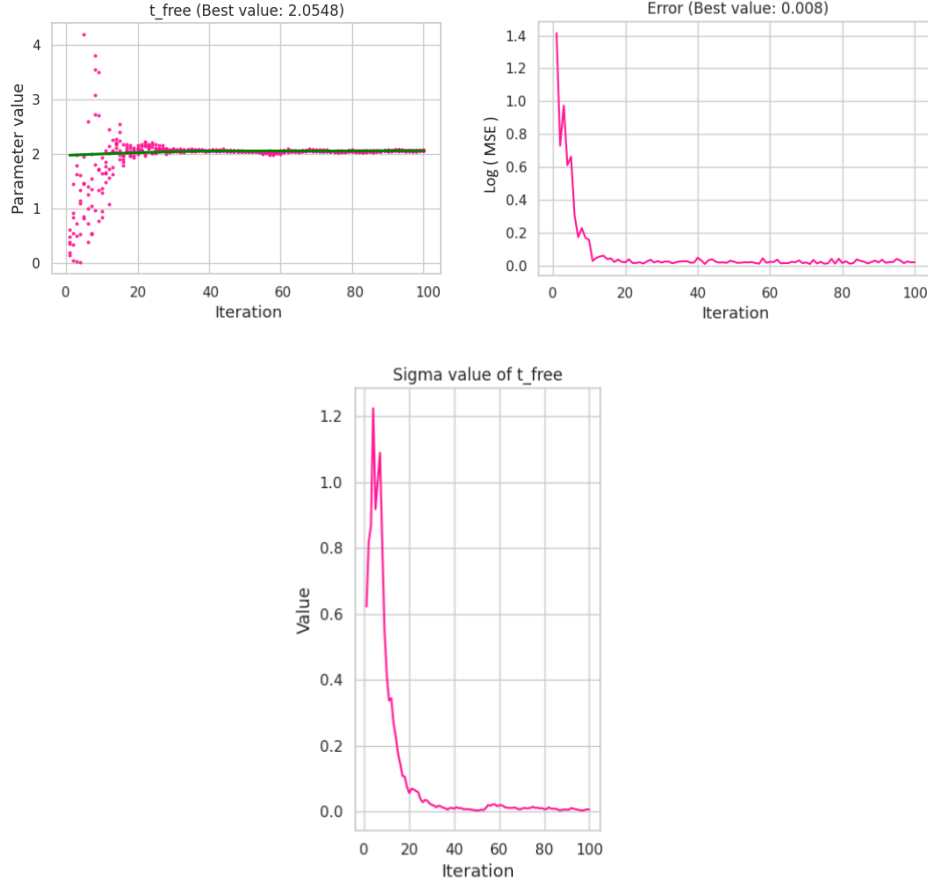 t_free (Best value: 2.0548)
Parameter value
4
3
2
1
0
0 20 40 60 80 100
Iteration
Error (Best value: 0.008)
Log ( MSE )
1.4
1.2
1.0
0.8
0.6
0.4
0.2
0.0
0 20 40 60 80 100
Iteration
Sigma value of t_free
Value
1.2
1.0
0.8
0.6
0.4
0.2
0.0
0 20 40 60 80 100
Iteration